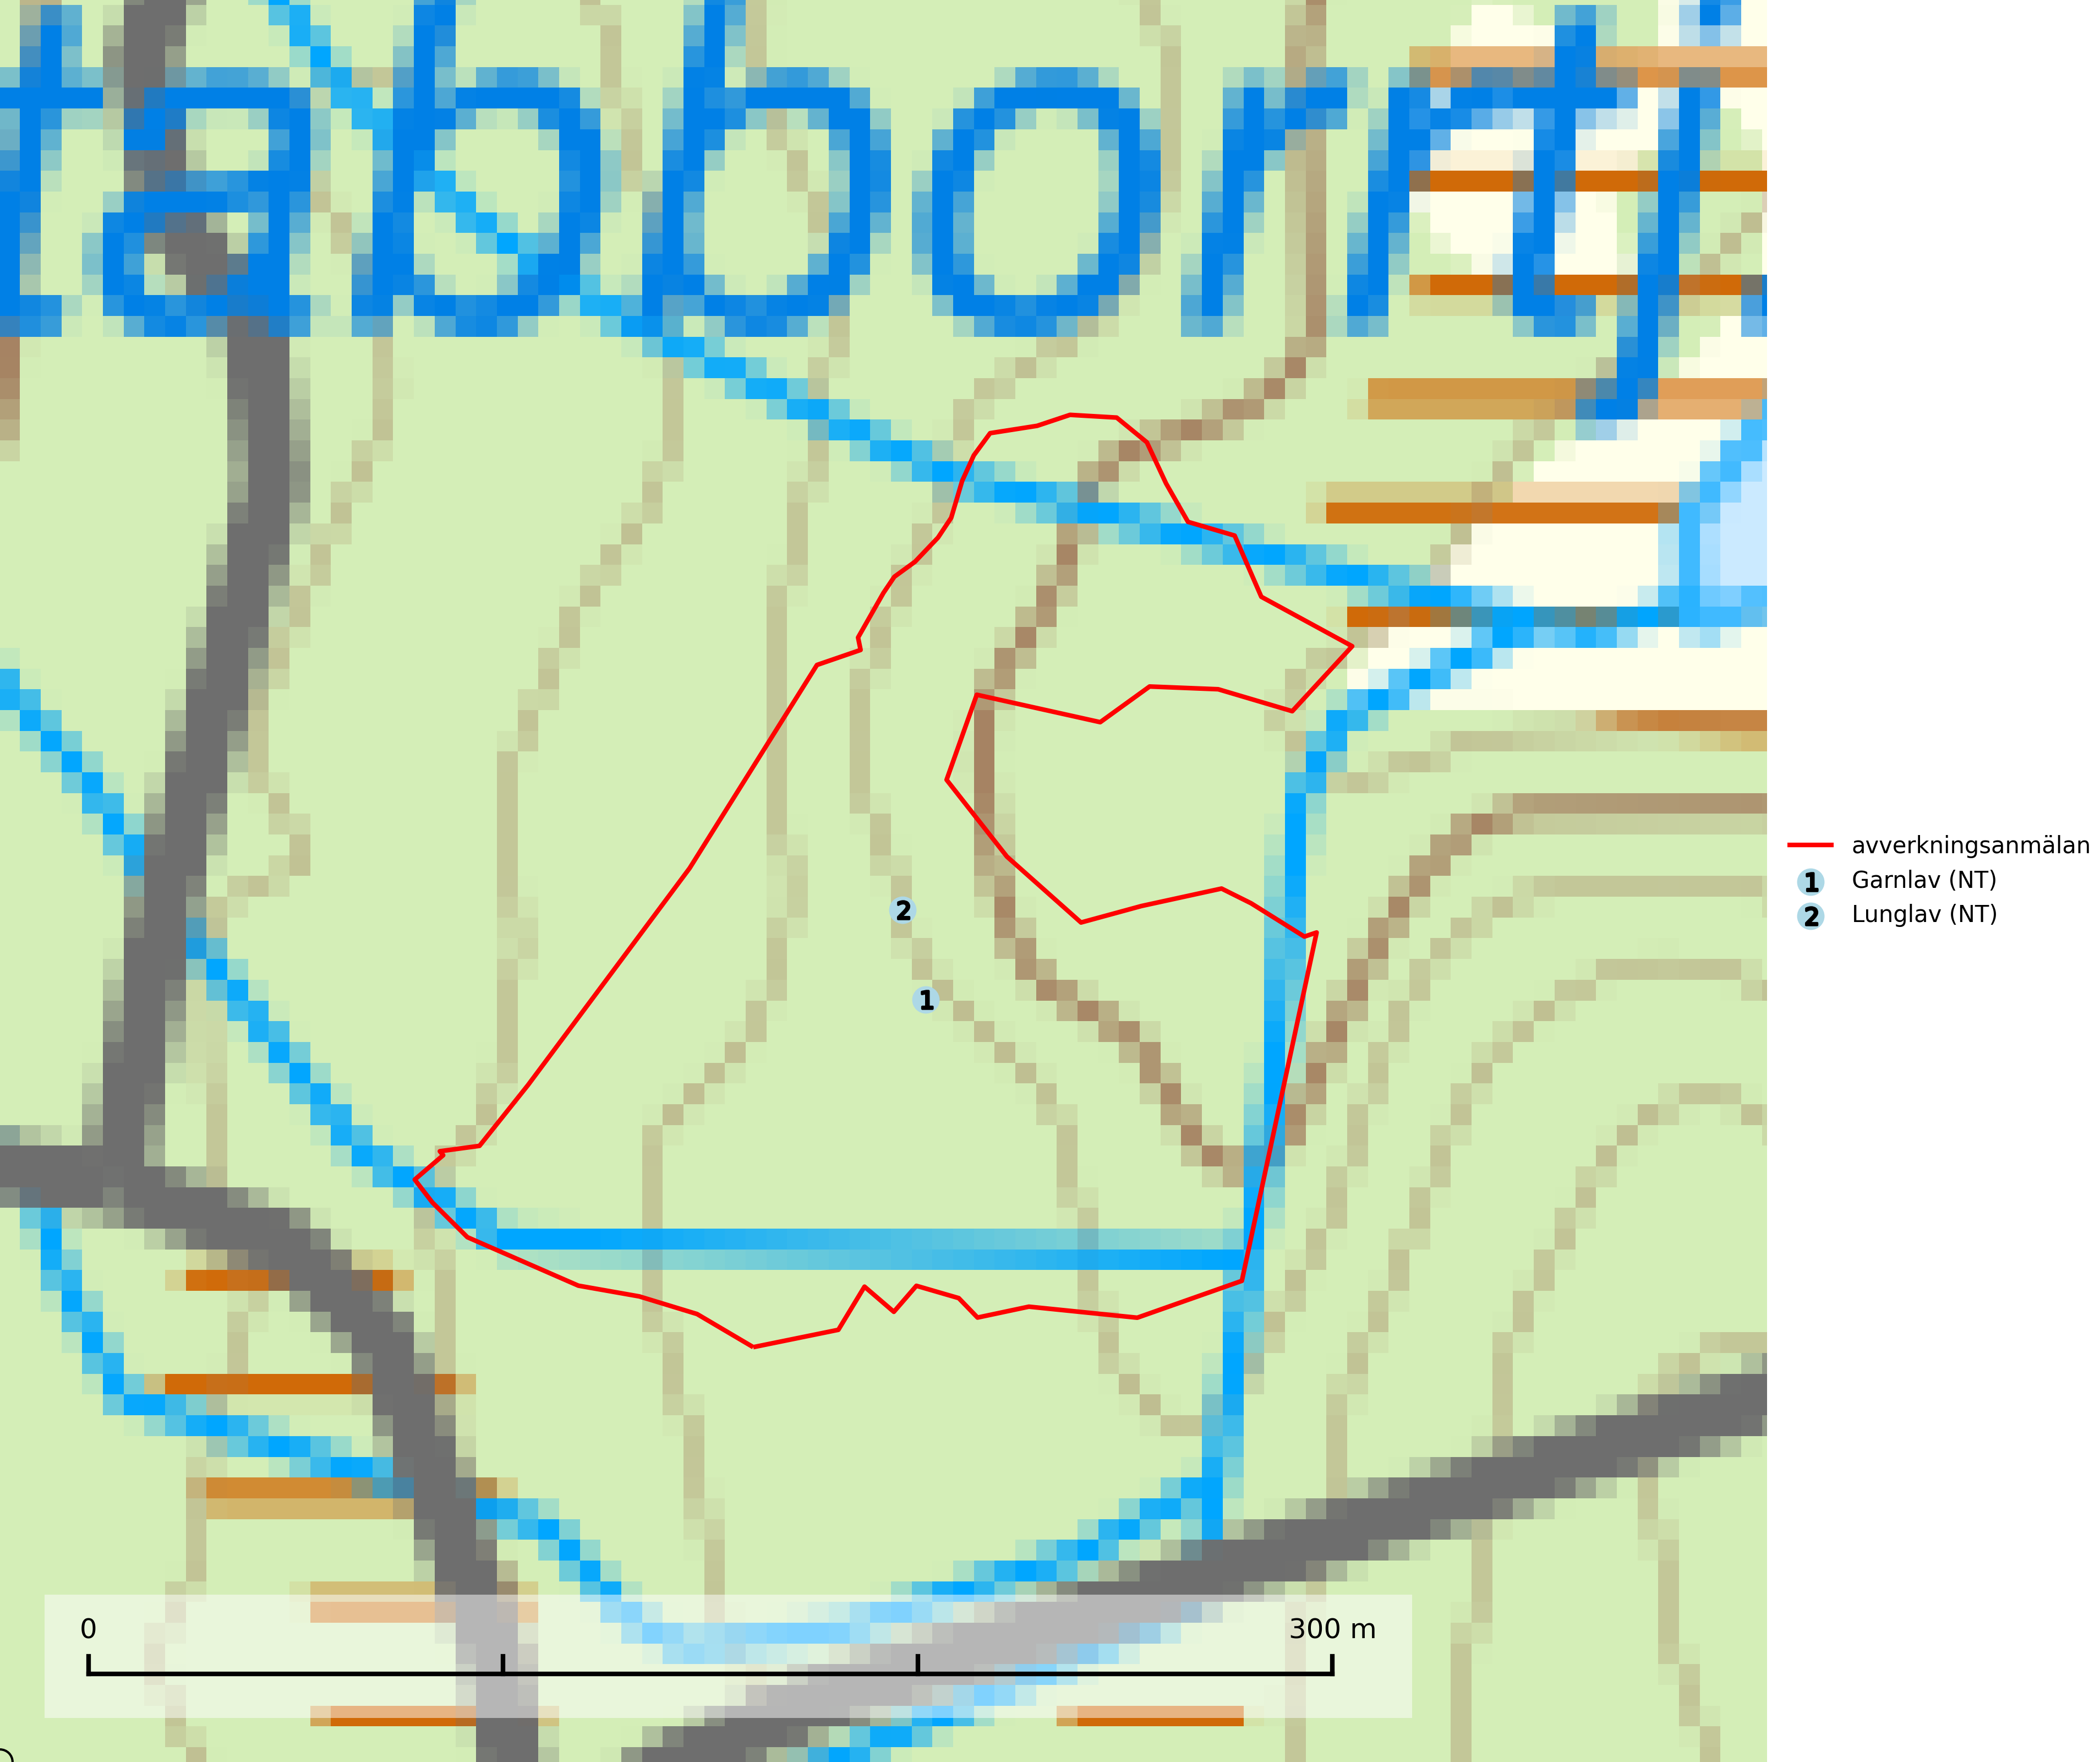 2
1
avverkningsanmälan
1 Garnlav (NT)
2 Lunglav (NT)
0 300 m